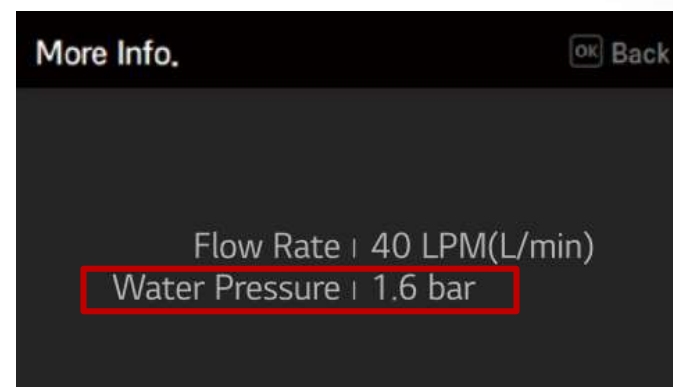 More Info.
OK Back
Flow Rate | 40 LPM(L/min)
Water Pressure | 1.6 bar